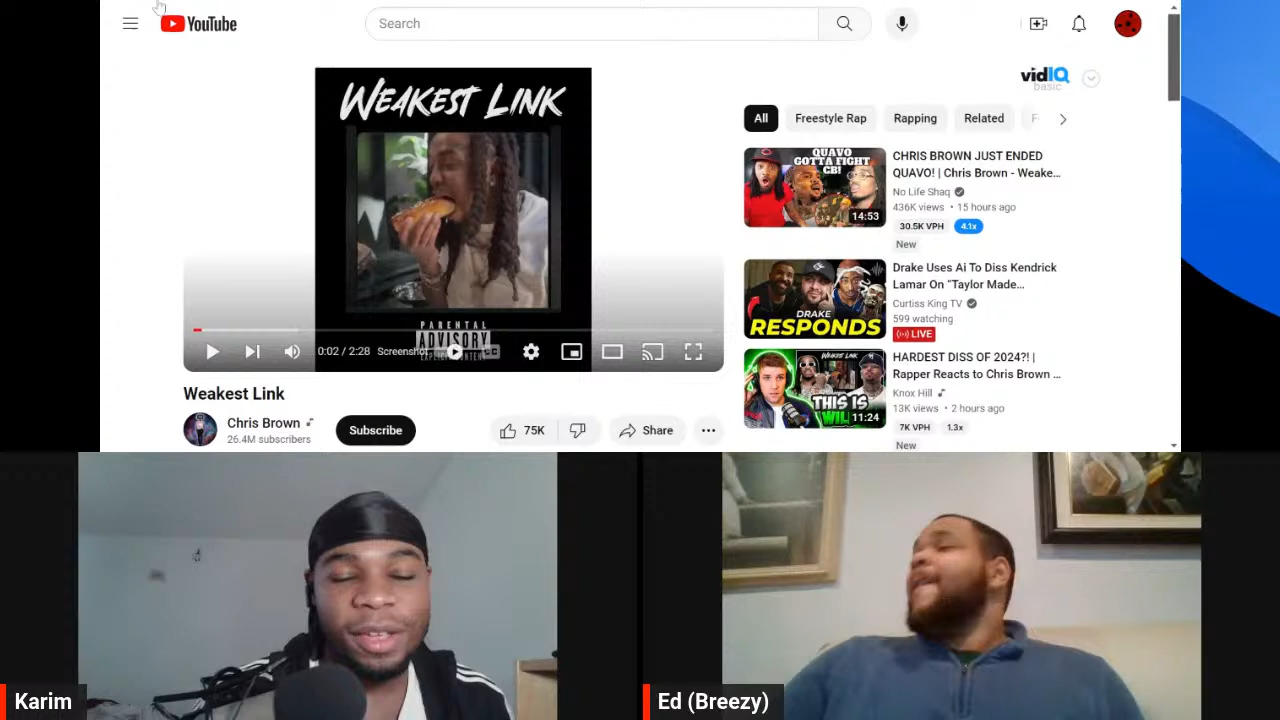 YouTube
Search
WEAKEST LINK
PARENTAL
ADVISORY
0:02 / 2:28
Weakest Link
Chris Brown
26.4M subscribers
Subscribe
75K
Share
vidIQ
basic
All
Freestyle Rap
Rapping
Related
QUAVO
GOTTA FIGHT
CB!
14:53
CHRIS BROWN JUST ENDED
QUAVO! | Chris Brown - Weake...
No Life Shaq
436K views • 15 hours ago
30.5K VPH
4.1x
New
DRAKE
RESPONDS
Drake Uses Ai To Diss Kendrick
Lamar On "Taylor Made...
Curtiss King TV
599 watching
LIVE
WEAKEST LINK
THIS IS
11:24
HARDEST DISS OF 2024?! |
Rapper Reacts to Chris Brown ...
Knox Hill
13K views • 2 hours ago
7K VPH
1.3x
New
Karim
Ed (Breezy)